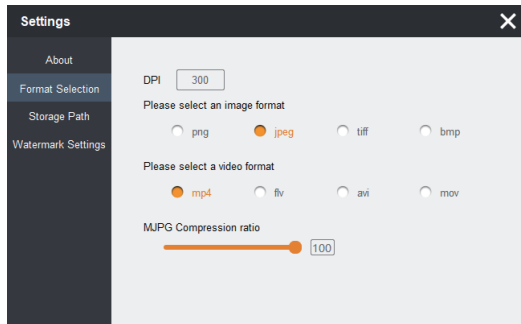 Settings
About
Format Selection
Storage Path
Watermark Settings
DPI 300
Please select an image format
png jpeg tiff bmp
Please select a video format
mp4 flv avi mov
MJPG Compression ratio
100